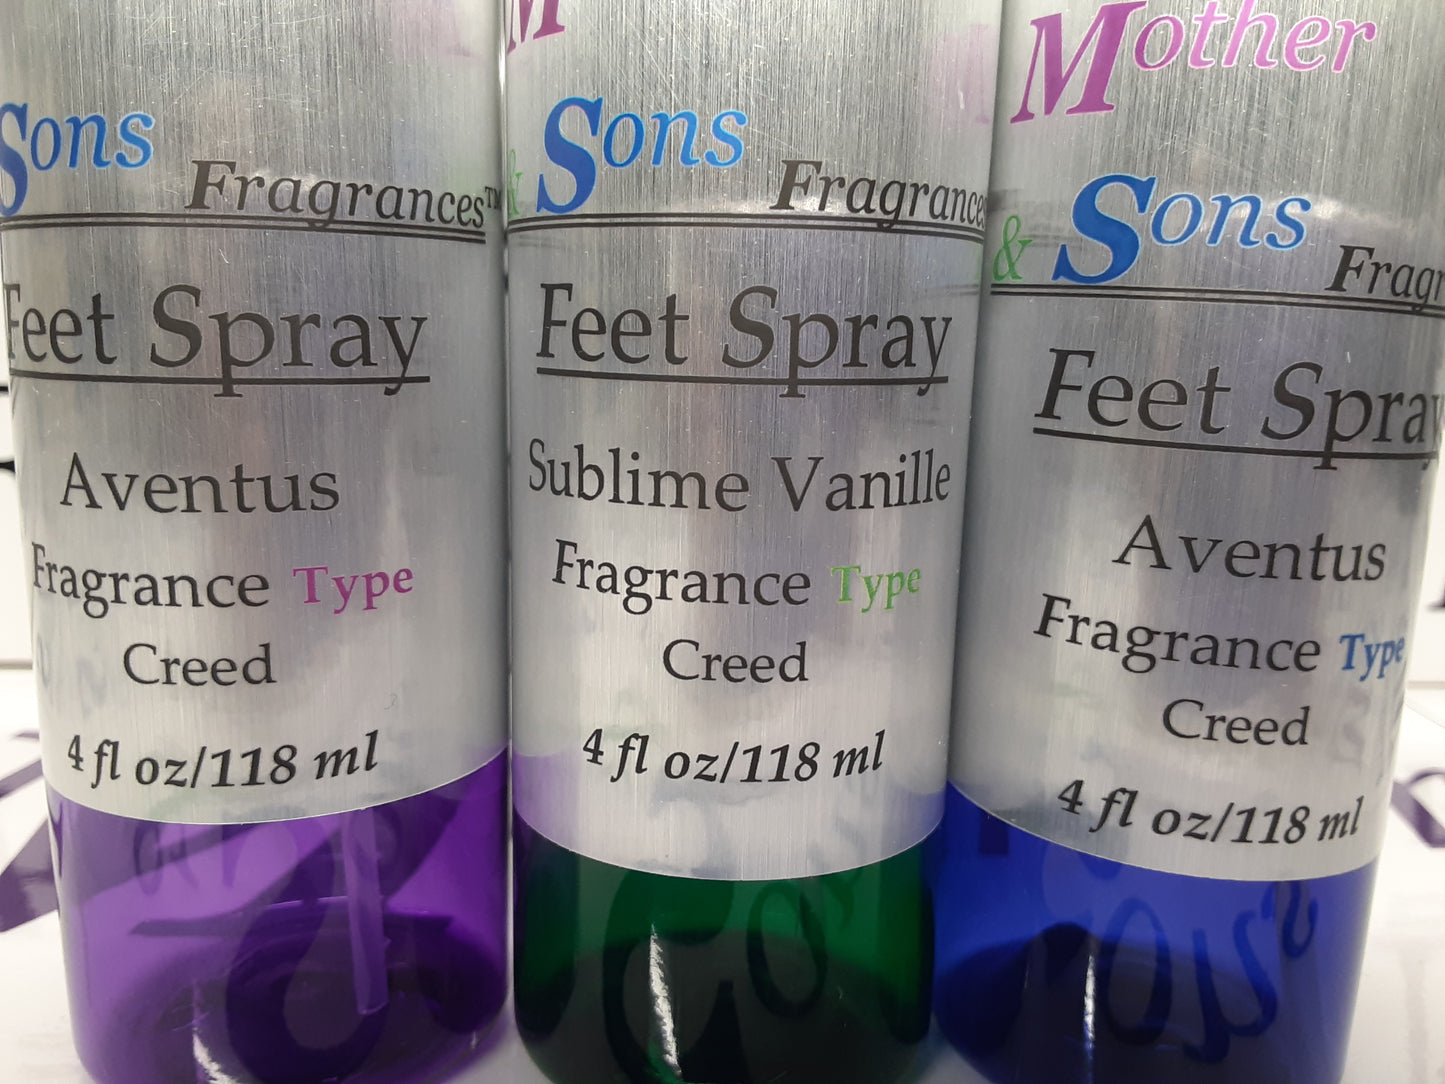 Sons
Fragrances™
Feet Spray
Aventus
Fragrance Type
Creed
4 fl oz/118 ml
M
& Sons
Fragrances
Feet Spray
Sublime Vanille
Fragrance Type
Creed
4 fl oz/118 ml
Mother
& Sons
Fragr
Feet Spray
Aventus
Fragrance Type
Creed
4 fl oz/118 ml